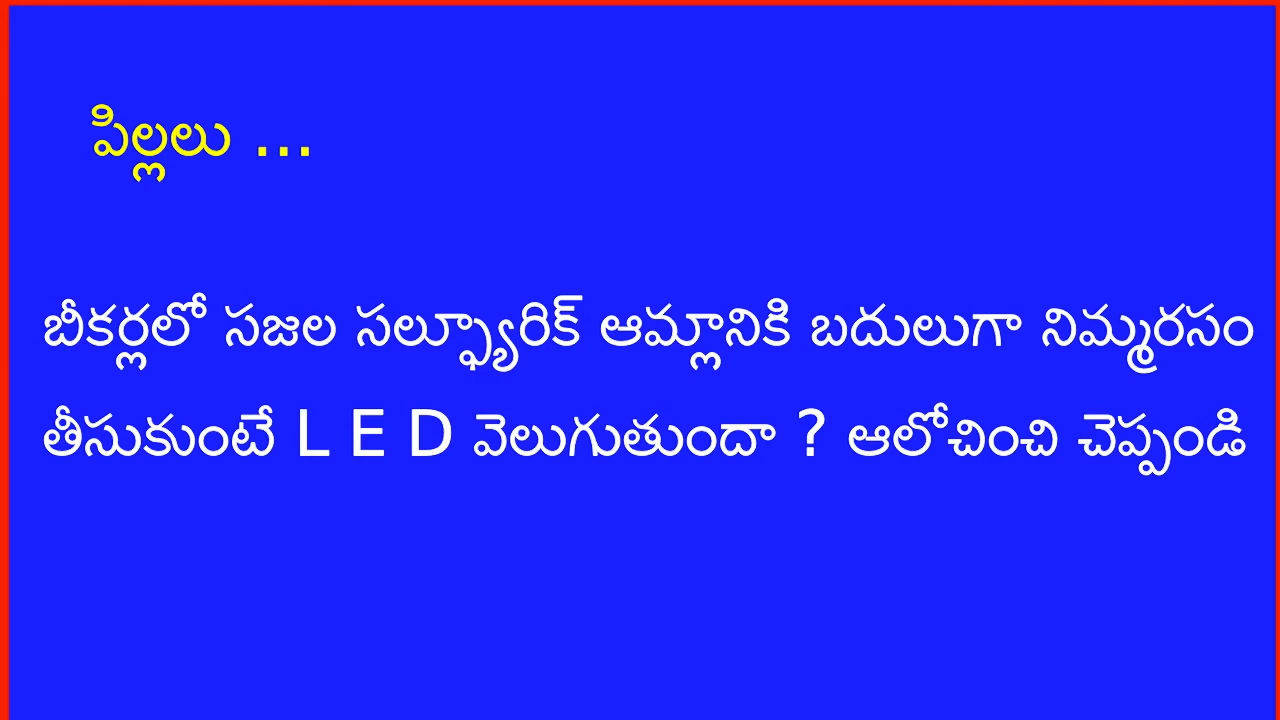 పిల్లలు ...
బీకర్లలో సజల సల్ఫ్యూరిక్ ఆమ్లానికి బదులుగా నిమ్మరసం
తీసుకుంటే L E D వెలుగుతుందా ? ఆలోచించి చెప్పండి